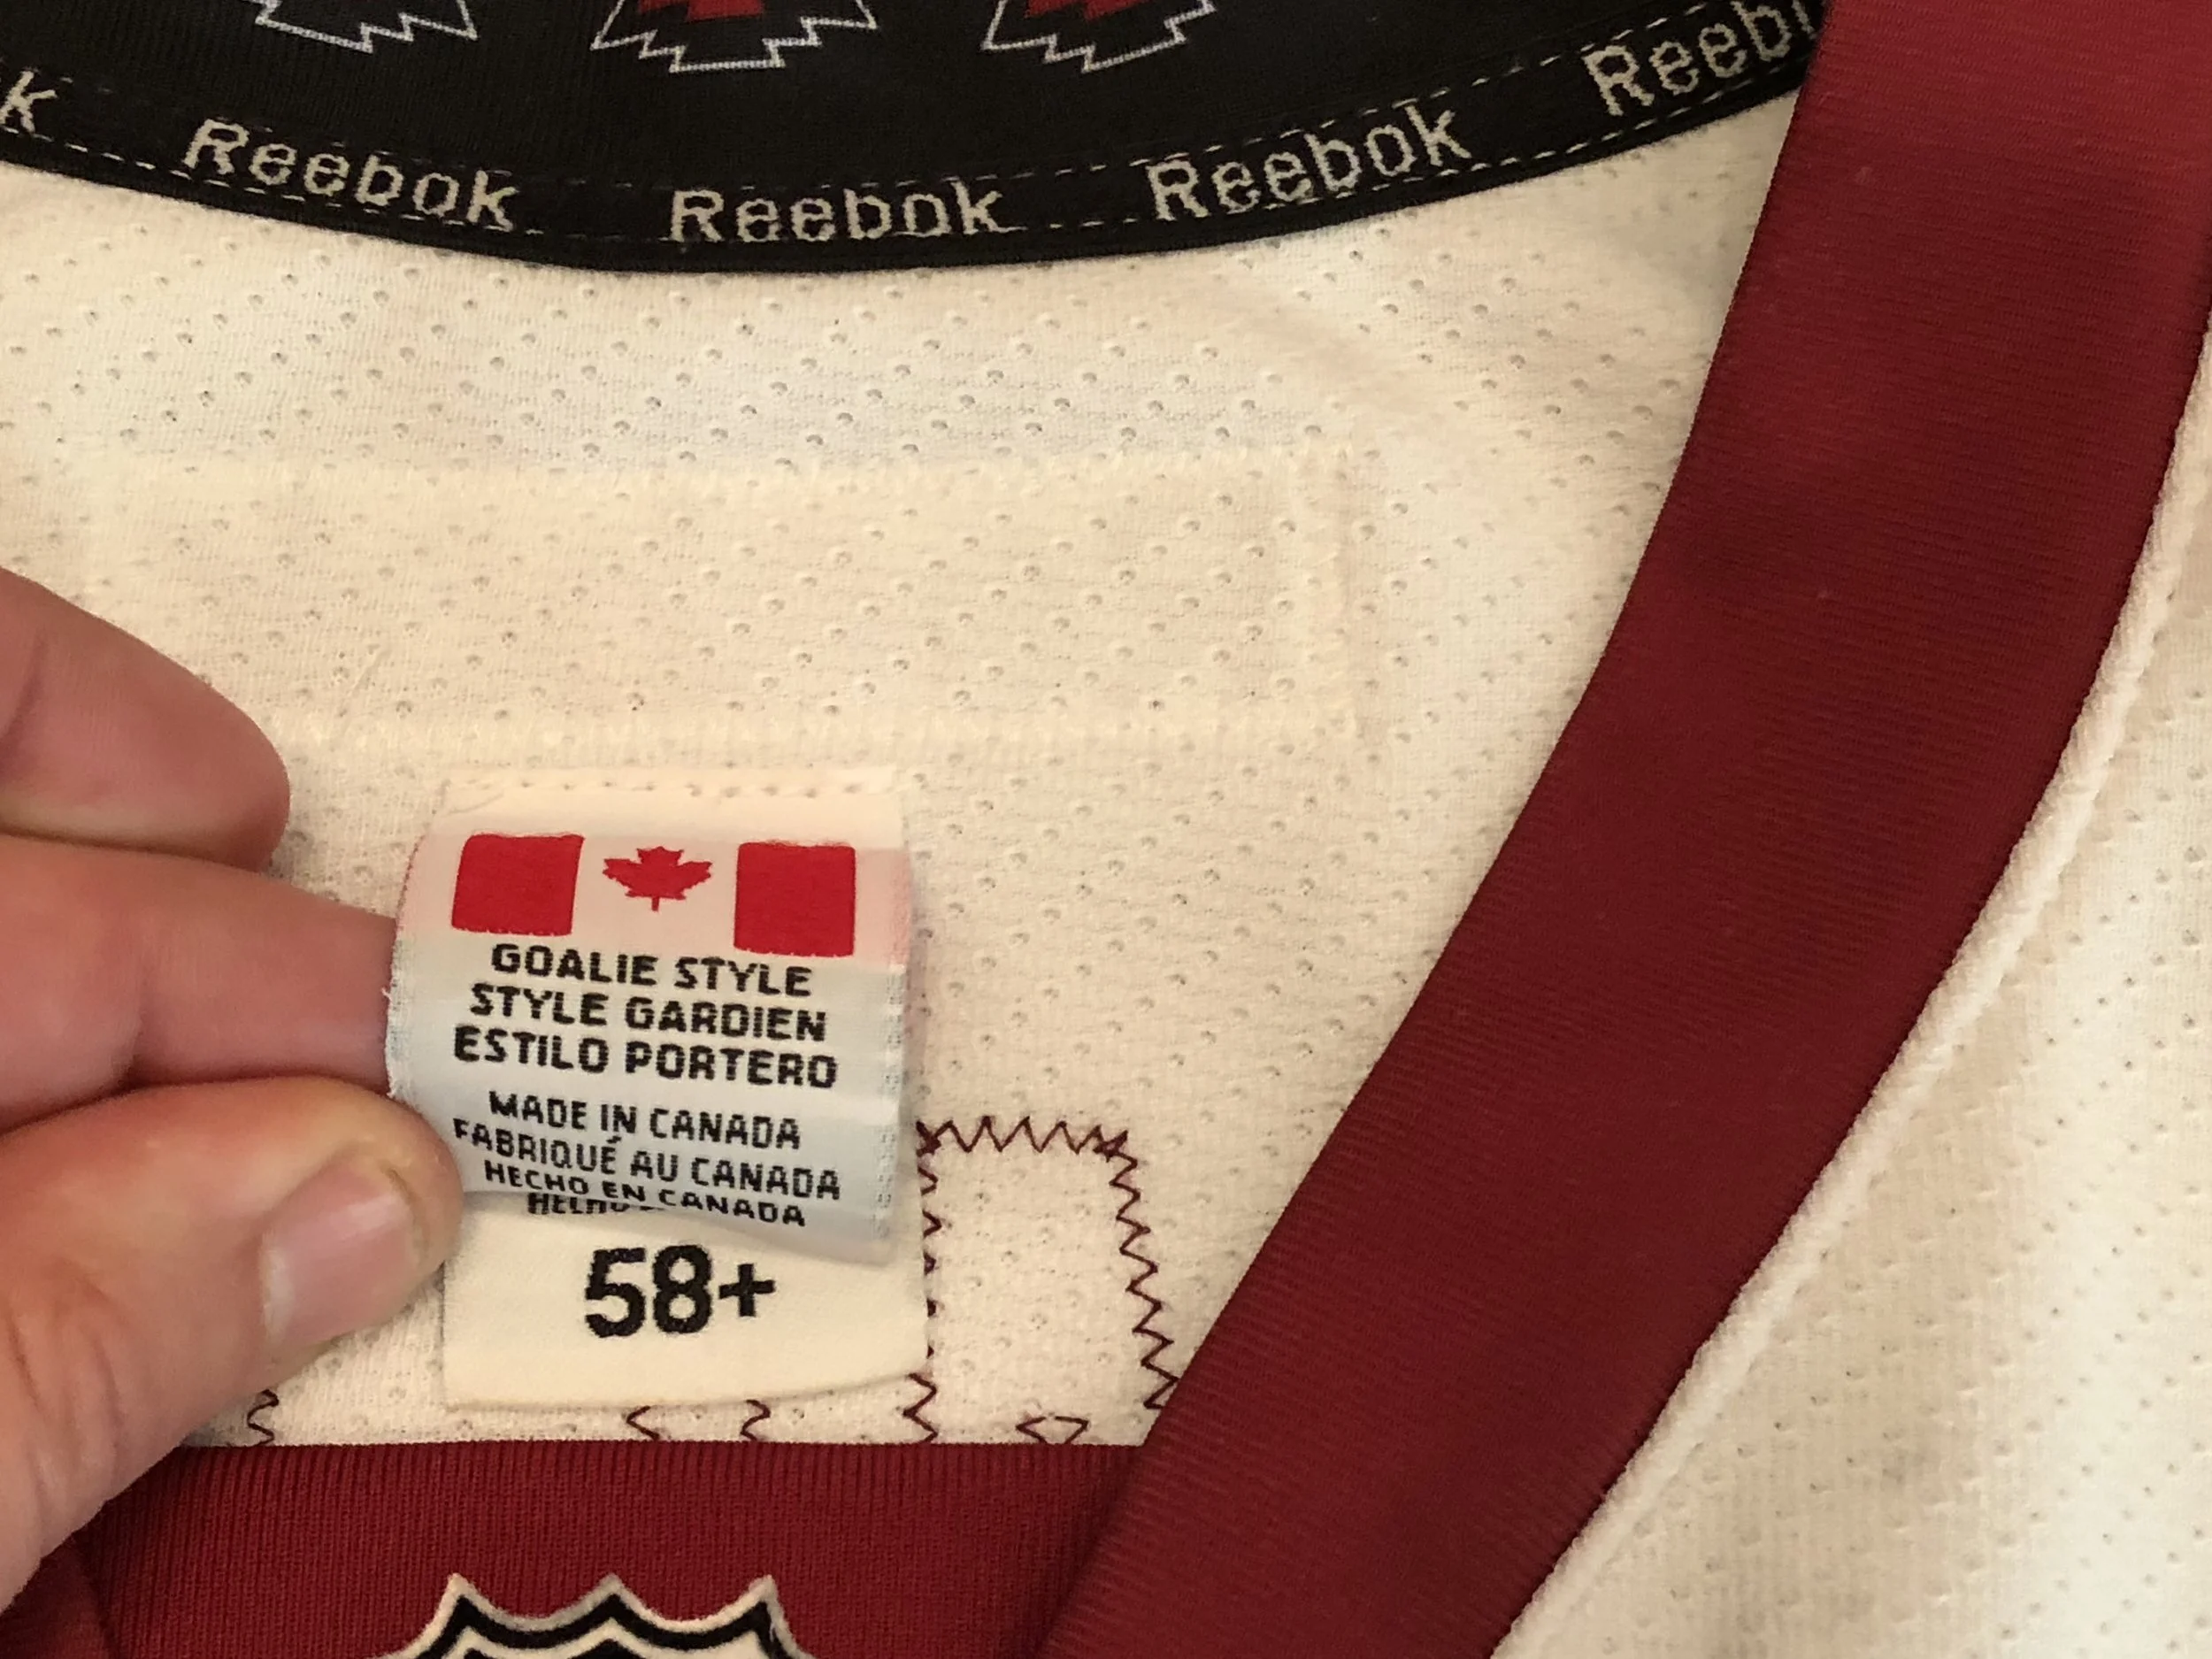 k
Reebok
Reebok
Reebok
Reeb
GOALIE STYLE
STYLE GARDIEN
ESTILO PORTERO
MADE IN CANADA
FABRIQUÉ AU CANADA
HECHO EN CANADA
58+